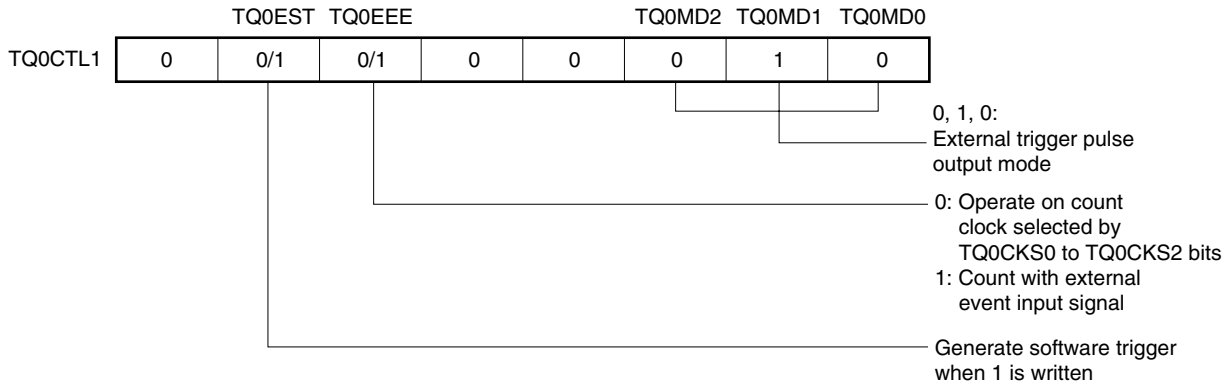 TQ0EST TQ0EEE TQ0MD2 TQ0MD1 TQ0MD0
TQ0CTL1 0 0/1 0/1 0 0 0 1 0
0, 1, 0:
External trigger pulse
output mode
0: Operate on count
clock selected by
TQ0CKS0 to TQ0CKS2 bits
1: Count with external
event input signal
Generate software trigger
when 1 is written